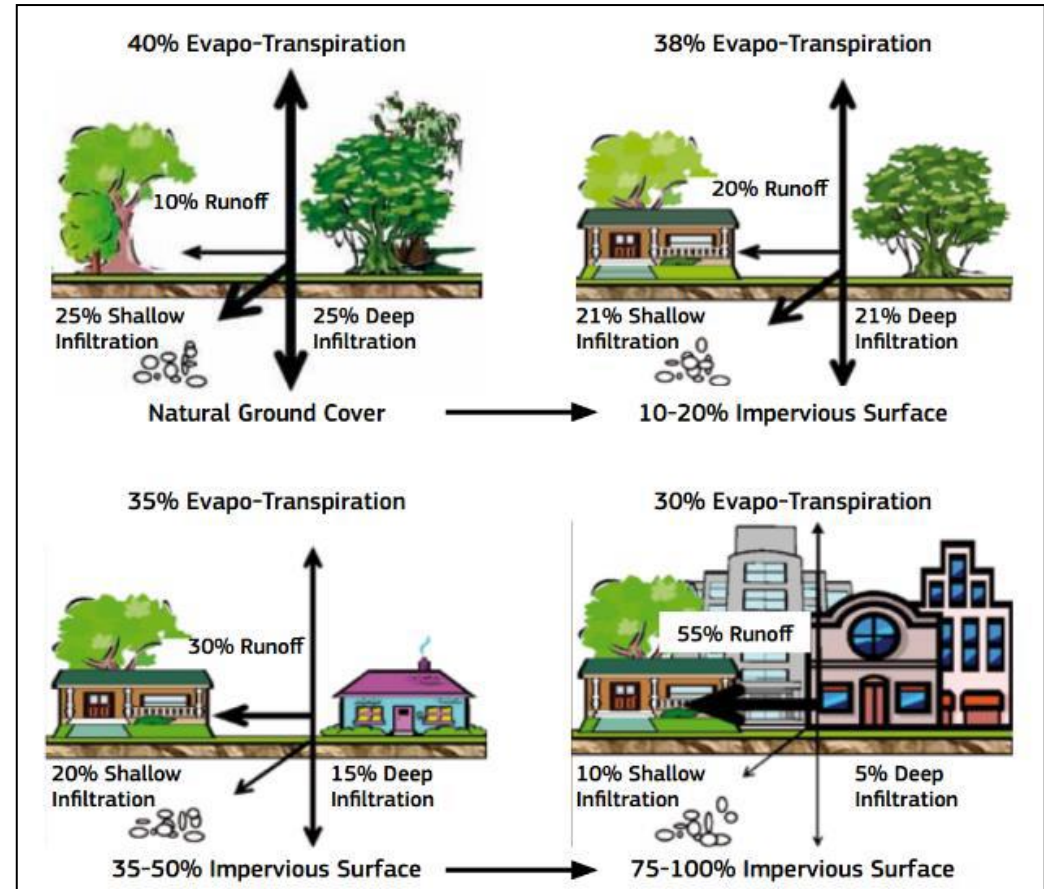 40% Evapo-Transpiration
10% Runoff
25% Shallow
Infiltration
25% Deep
Infiltration
Natural Ground Cover
38% Evapo-Transpiration
20% Runoff
21% Shallow
Infiltration
21% Deep
Infiltration
10-20% Impervious Surface
35% Evapo-Transpiration
30% Runoff
20% Shallow
Infiltration
15% Deep
Infiltration
35-50% Impervious Surface
30% Evapo-Transpiration
55% Runoff
10% Shallow
Infiltration
5% Deep
Infiltration
75-100% Impervious Surface